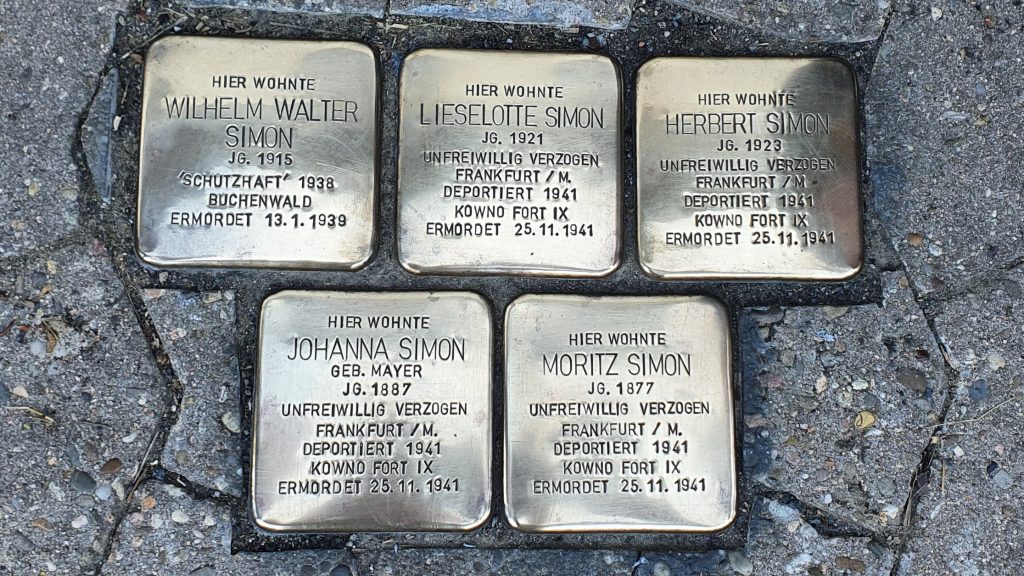 HIER WOHNTE
WILHELM WALTER
SIMON
JG. 1915
'SCHUTZHAFT' 1938
BUCHENWALD
ERMORDET 13.1.1939
HIER WOHNTE
LIESELOTTE SIMON
JG. 1921
UNFREIWILLIG VERZOGEN
FRANKFURT / M.
DEPORTIERT 1941
KOWNO FORT IX
ERMORDET 25.11.1941
HIER WOHNTE
HERBERT SIMON
JG. 1923
UNFREIWILLIG VERZOGEN
FRANKFURT / M.
DEPORTIERT 1941
KOWNO FORT IX
ERMORDET 25.11.1941
HIER WOHNTE
JOHANNA SIMON
GEB. MAYER
JG. 1887
UNFREIWILLIG VERZOGEN
FRANKFURT / M.
DEPORTIERT 1941
KOWNO FORT IX
ERMORDET 25.11.1941
HIER WOHNTE
MORITZ SIMON
JG. 1877
UNFREIWILLIG VERZOGEN
FRANKFURT / M.
DEPORTIERT 1941
KOWNO FORT IX
ERMORDET 25.11.1941